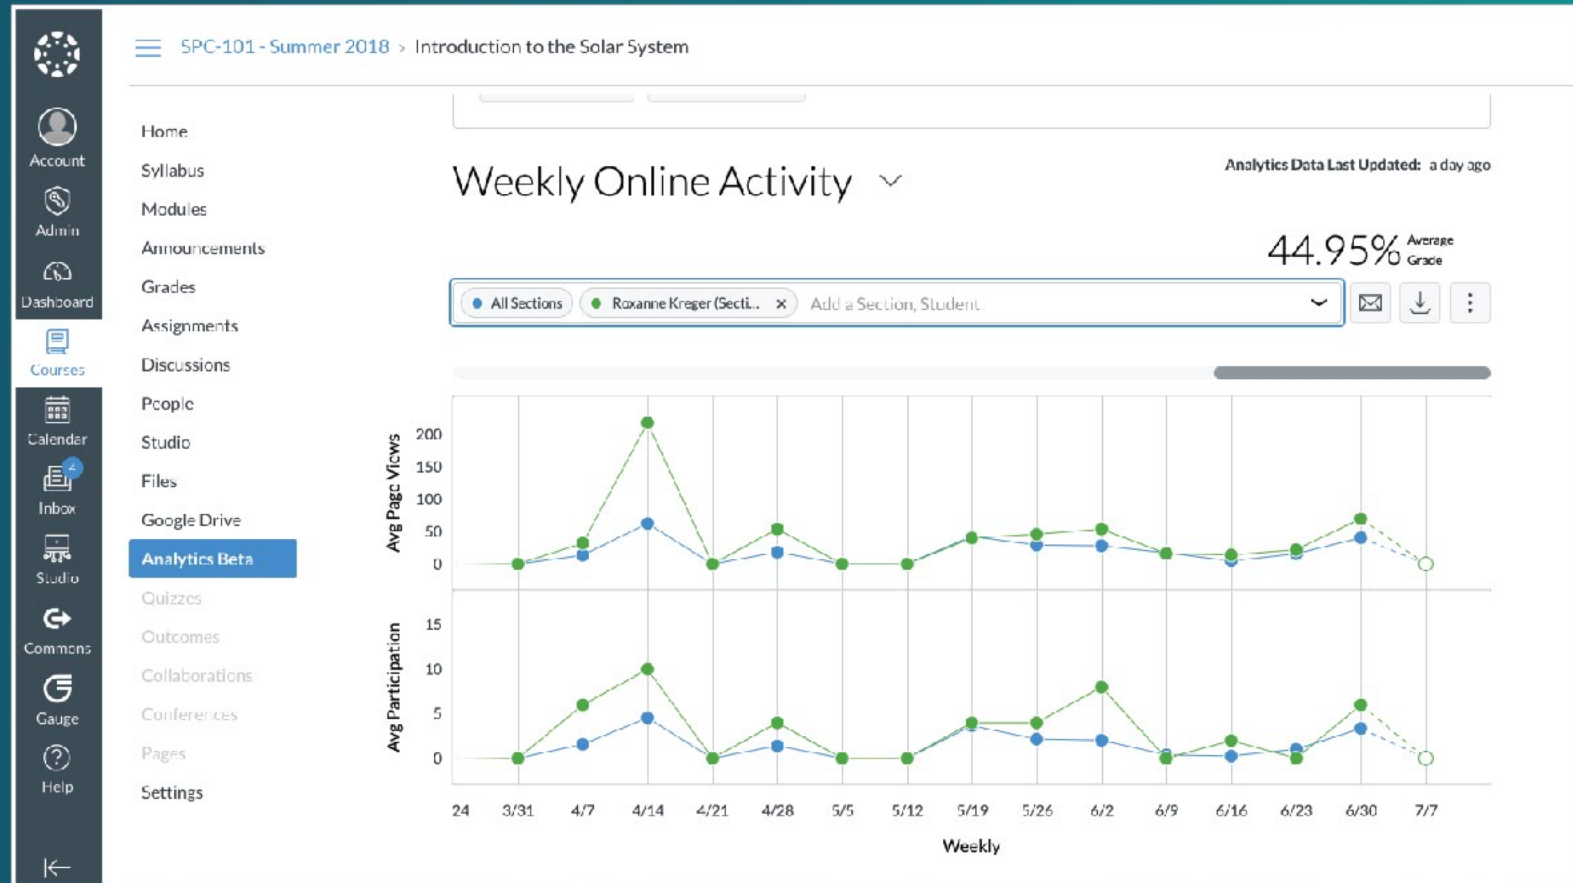 SPC-101 - Summer 2018 > Introduction to the Solar System
Account
Admin
Dashboard
Courses
Calendar
4
Inbox
Studio
Commons
Gauge
Help
Home
Syllabus
Modules
Announcements
Grades
Assignments
Discussions
People
Studio
Files
Google Drive
Analytics Beta
Quizzes
Outcomes
Collaborations
Conferences
Pages
Settings
Weekly Online Activity
Analytics Data Last Updated: a day ago
44.95% Average Grade
All Sections
Roxanne Kreger (Secti... ×
Add a Section, Student
Avg Page Views
200
150
100
50
0
Avg Participation
15
10
5
0
24 3/31 4/7 4/14 4/21 4/28 5/5 5/12 5/19 5/26 6/2 6/9 6/16 6/23 6/30 7/7
Weekly